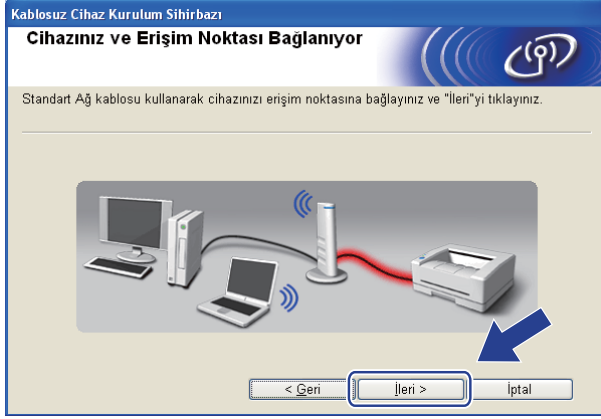 Kablosuz Cihaz Kurulum Sihirbazı
Cihazınız ve Erişim Noktası Bağlanıyor
Standart Ağ kablosu kullanarak cihazınızı erişim noktasına bağlayınız ve "İleri"yi tıklayınız.
< Geri İleri > İptal